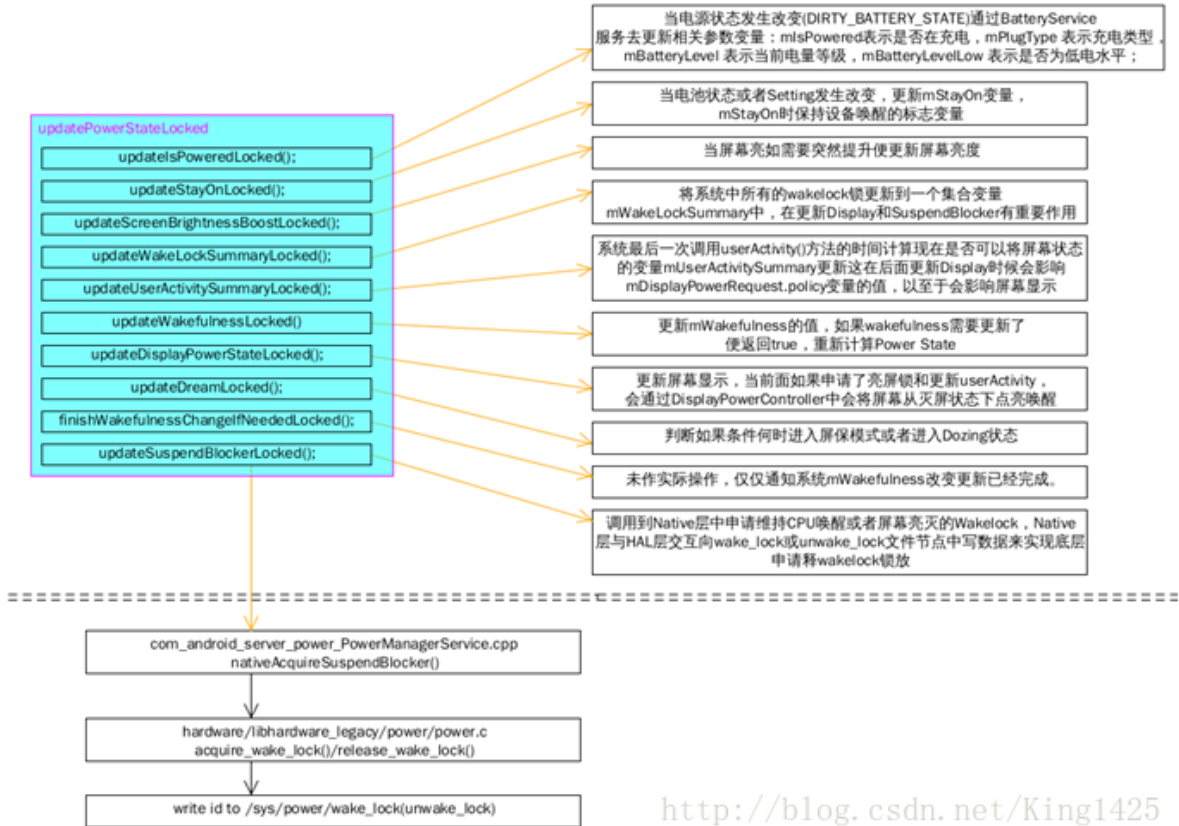 当电源状态发生改变(DIRTY_BATTERY_STATE)通过BatteryService
服务去更新相关参数变量：mIsPowered表示是否在充电，mPlugType 表示充电类型，
mBatteryLevel 表示当前电量等级，mBatteryLevelLow 表示是否为低电水平；
当电池状态或者Setting发生改变，更新mStayOn变量，
mStayOn时保持设备唤醒的标志变量
当屏幕亮如需要突然提升便更新屏幕亮度
将系统中所有的wakelock锁更新到一个集合变量
mWakeLockSummary中，在更新Display和SuspendBlocker有重要作用
系统最后一次调用userActivity()方法的时间计算现在是否可以将屏幕状态
的变量mUserActivitySummary更新这在后面更新Display时候会影响
mDisplayPowerRequest.policy变量的值，以至于会影响屏幕显示
更新mWakefulness的值，如果wakefulness需要更新了
便返回true，重新计算Power State
更新屏幕显示，当前面如果申请了亮屏锁和更新userActivity，
会通过DisplayPowerController中会将屏幕从灭屏状态下点亮唤醒
判断如果条件何时进入屏保模式或者进入Dozing状态
未作实际操作，仅仅通知系统mWakefulness改变更新已经完成。
调用到Native层中申请维持CPU唤醒或者屏幕亮灭的Wakelock，Native
层与HAL层交互向wake_lock或unwake_lock文件节点中写数据来实现底层
申请释wakelock锁放
updatePowerStateLocked
updateIsPoweredLocked();
updateStayOnLocked();
updateScreenBrightnessBoostLocked();
updateWakeLockSummaryLocked();
updateUserActivitySummaryLocked();
updateWakefulnessLocked()
updateDisplayPowerStateLocked();
updateDreamLocked();
finishWakefulnessChangeIfNeededLocked();
updateSuspendBlockerLocked();
com_android_server_power_PowerManagerService.cpp
nativeAcquireSuspendBlocker()
hardware/libhardware_legacy/power/power.c
acquire_wake_lock()/release_wake_lock()
write id to /sys/power/wake_lock(unwake_lock)
http://blog.csdn.net/King1425